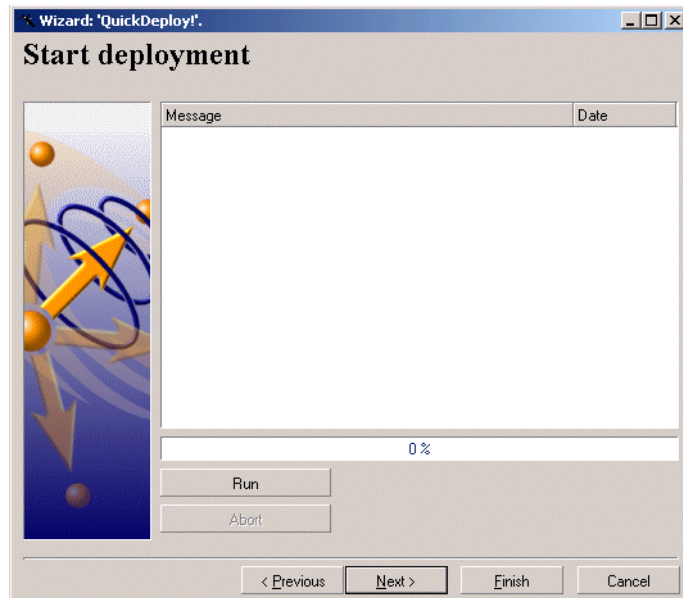 Wizard: 'QuickDeploy!'.
Start deployment
Message Date
0 %
Run
Abort
< Previous Next > Finish Cancel